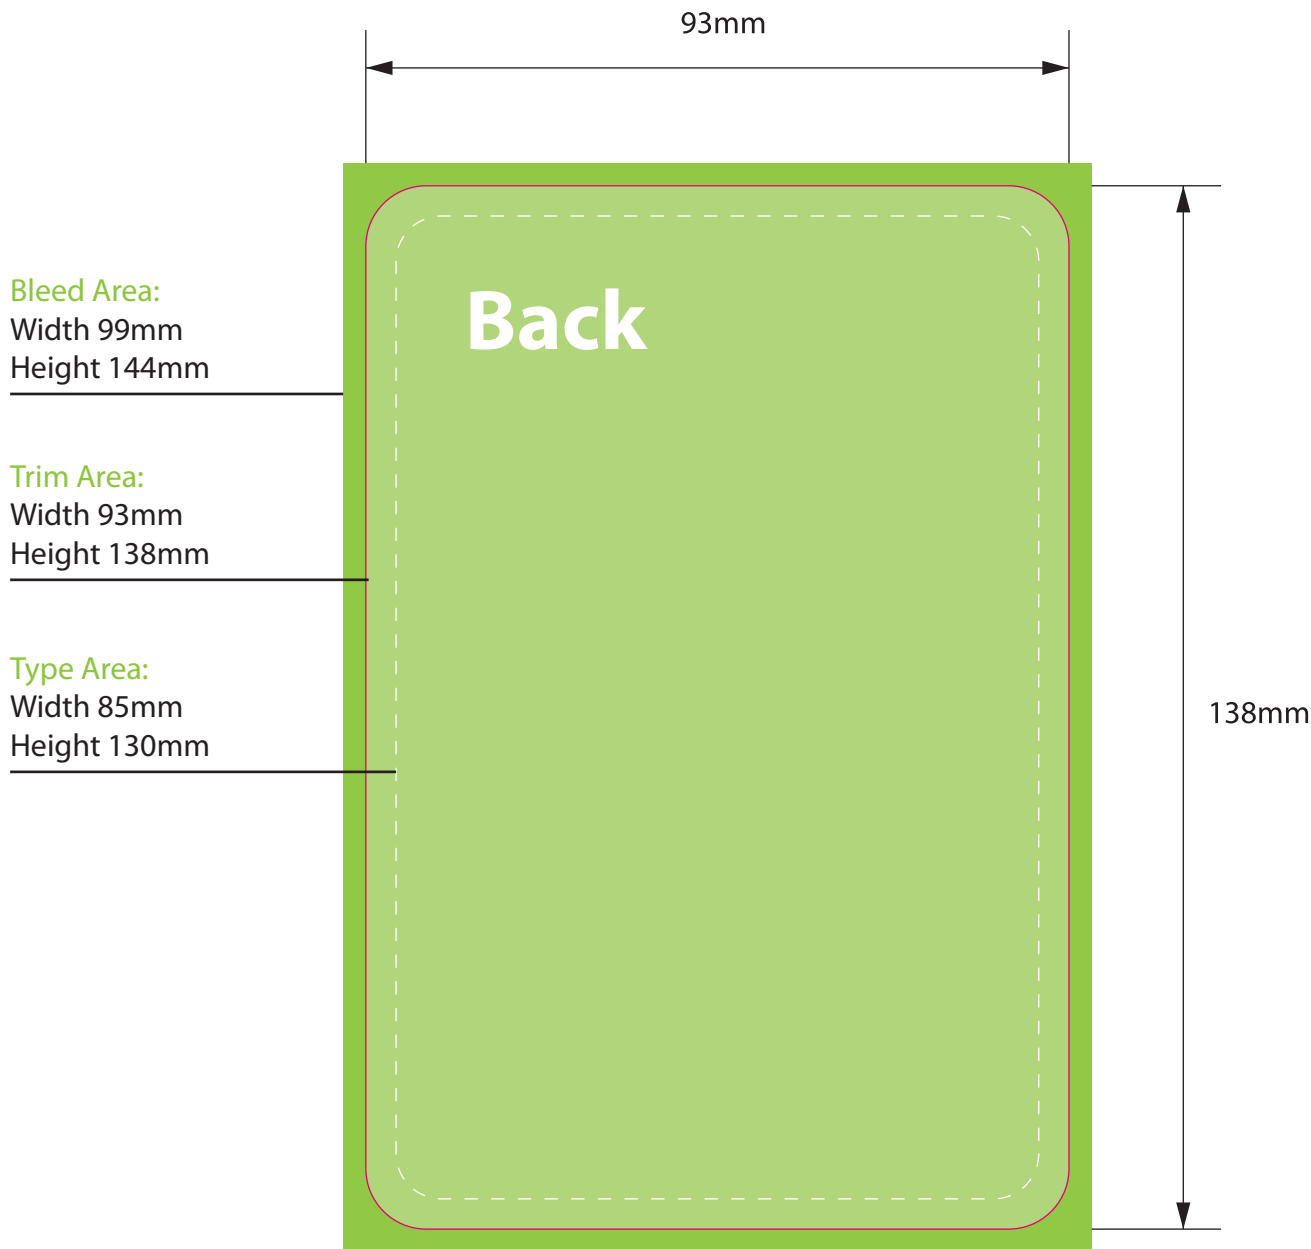 93mm
Back
Bleed Area:
Width 99mm
Height 144mm
Trim Area:
Width 93mm
Height 138mm
Type Area:
Width 85mm
Height 130mm
138mm